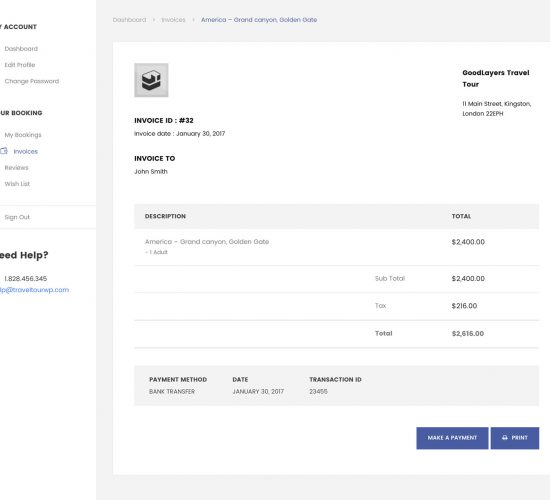 Y ACCOUNT
Dashboard
Edit Profile
Change Password
OUR BOOKING
My Bookings
Invoices
Reviews
Wish List
Sign Out
eed Help?
1.828.456.345
lp@traveltourwp.com
Dashboard > Invoices > America – Grand canyon, Golden Gate
GoodLayers Travel
Tour
11 Main Street, Kingston,
London 22EPH
INVOICE ID : #32
Invoice date : January 30, 2017
INVOICE TO
John Smith
DESCRIPTION TOTAL
America – Grand canyon, Golden Gate $2,400.00
– 1 Adult
Sub Total $2,400.00
Tax $216.00
Total $2,616.00
PAYMENT METHOD DATE TRANSACTION ID
BANK TRANSFER JANUARY 30, 2017 23455
MAKE A PAYMENT PRINT